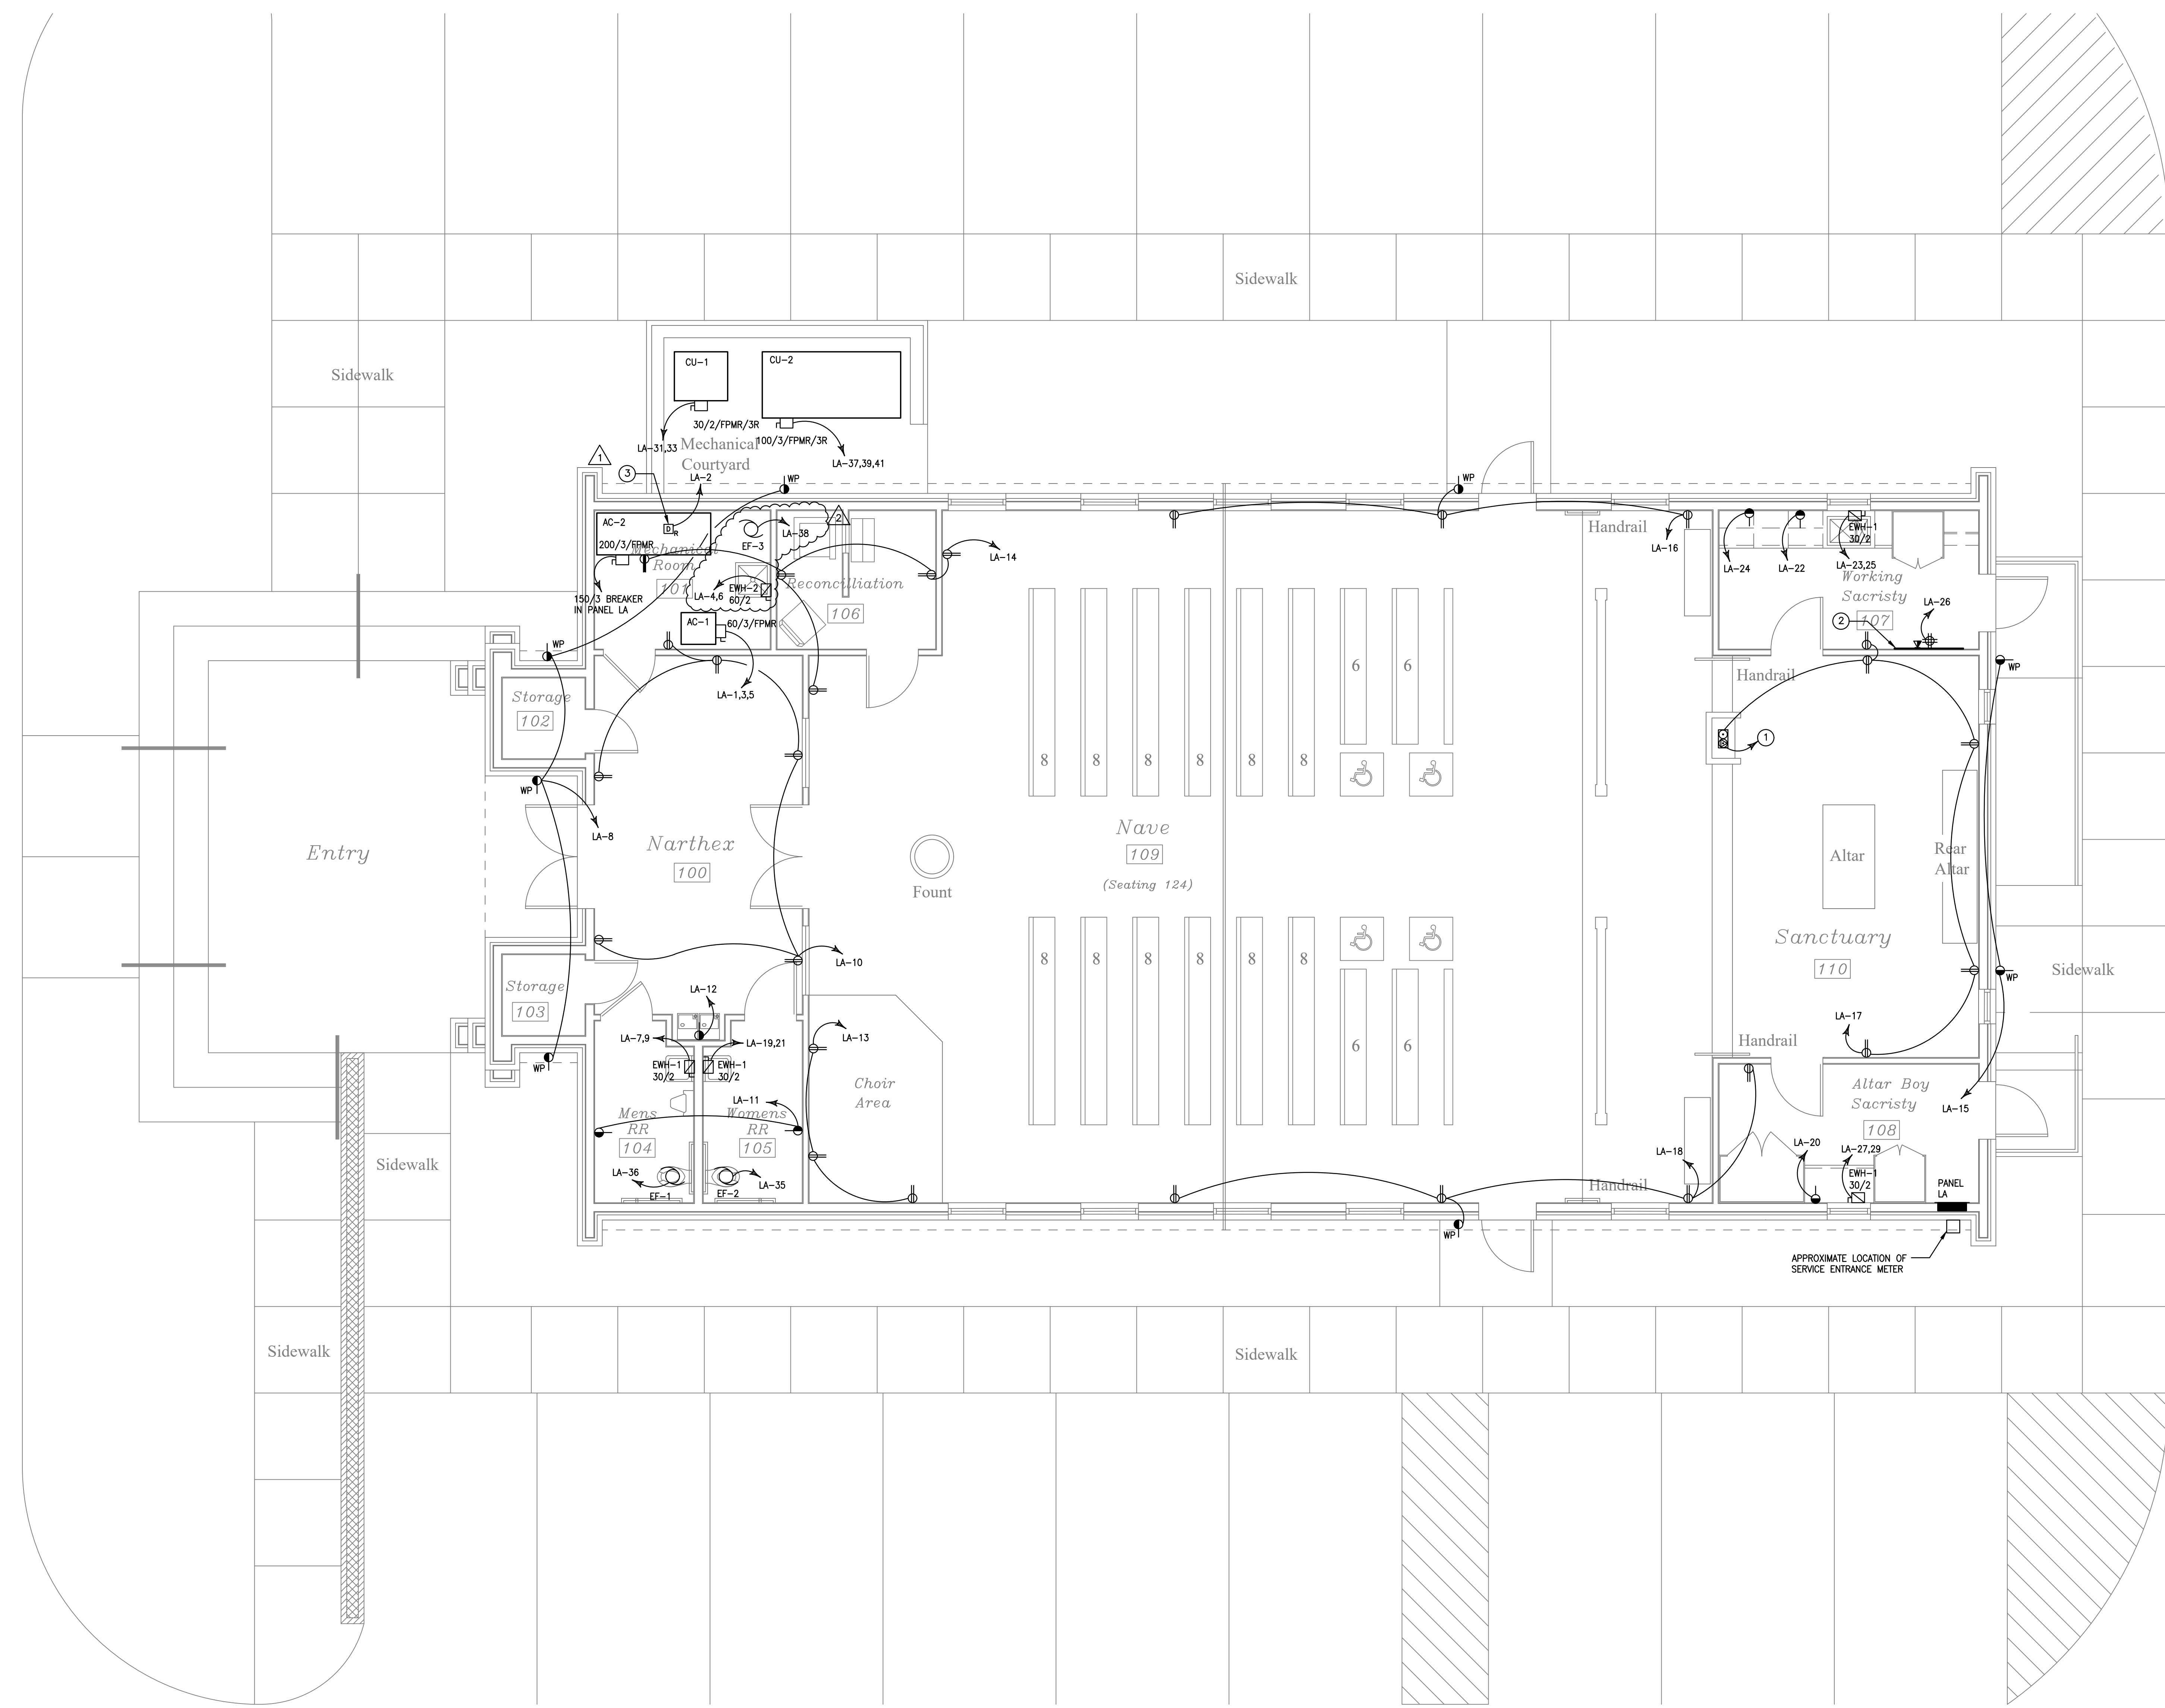 Sidewalk
Sidewalk
CU-1
CU-2
30/2/FPMR/3R
LA-31,33
Mechanical
Courtyard
100/3/FPMR/3R
LA-37,39,41
1
3
LA-2
WP
WP
AC-2
D
R
200/3/FPMR
Mechanical
Room
101
150/3 BREAKER
IN PANEL LA
EF-3
LA-38
2
LA-4,6
EWH-2
60/2
AC-1
60/3/FPMR
LA-1,3,5
Reconcilliation
106
LA-14
Handrail
LA-16
LA-24
LA-22
EWH-1
30/2
LA-23,25
Working
Sacristy
107
2
LA-26
WP
WP
Handrail
1
Storage
102
WP
LA-8
Entry
Narthex
100
Fount
Nave
109
(Seating 124)
6
6
8
8
8
8
8
8
8
8
8
8
8
8
6
6
Altar
Rear
Altar
Sanctuary
110
Sidewalk
WP
LA-17
Handrail
LA-10
Storage
103
WP
LA-12
LA-7,9
LA-19,21
EWH-1
30/2
EWH-1
30/2
LA-13
LA-11
Mens
RR
104
Womens
RR
105
LA-36
EF-1
EF-2
LA-35
Choir
Area
Altar Boy
Sacristy
108
LA-15
LA-20
LA-27,29
EWH-1
30/2
LA-18
Handrail
PANEL
LA
WP
APPROXIMATE LOCATION OF
SERVICE ENTRANCE METER
Sidewalk
Sidewalk
Sidewalk